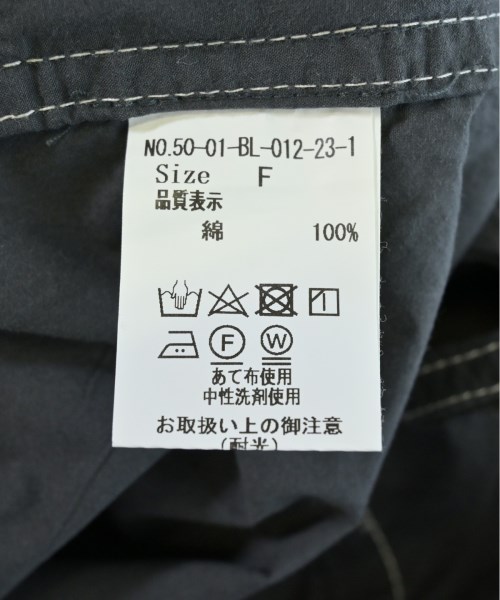 NO.50-01-BL-012-23-1
Size F
品質表示
綿 100%
F W
あて布使用
中性洗剤使用
お取扱い上の御注意
(耐光)